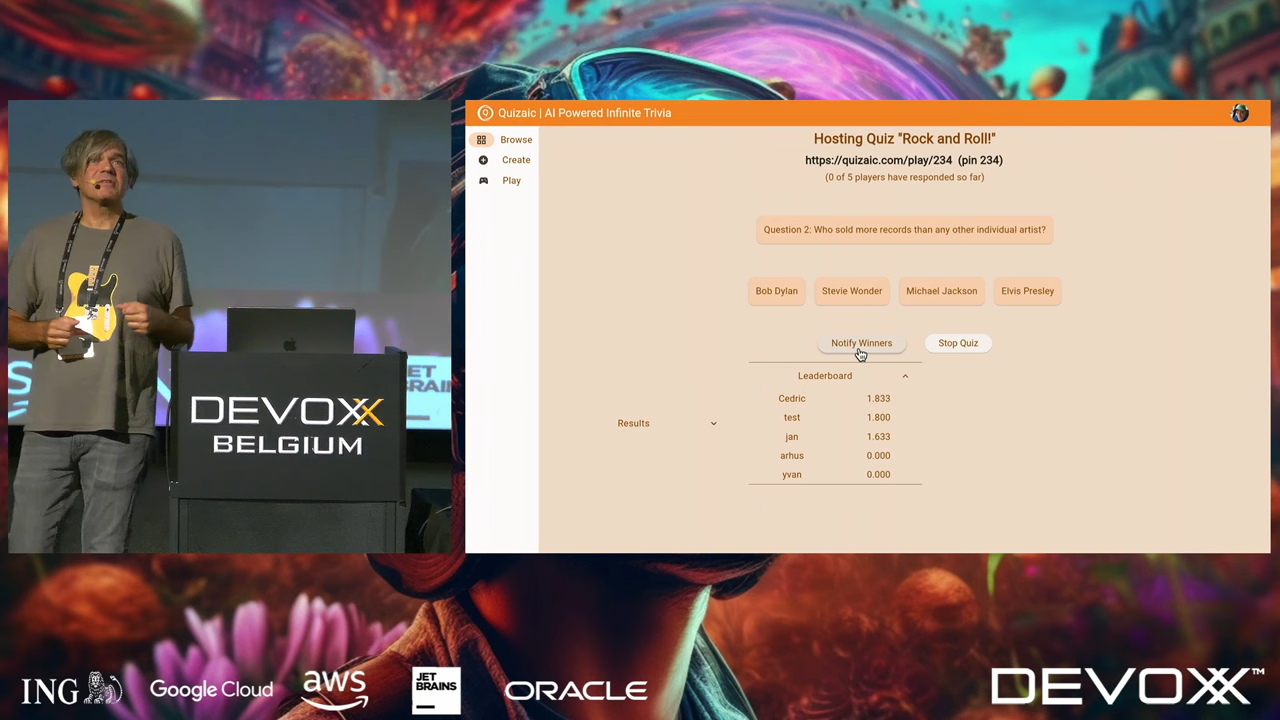 Quizaic | AI Powered Infinite Trivia
Browse
Create
Play
Hosting Quiz "Rock and Roll!"
https://quizaic.com/play/234 (pin 234)
(0 of 5 players have responded so far)
Question 2: Who sold more records than any other individual artist?
Bob Dylan
Stevie Wonder
Michael Jackson
Elvis Presley
Notify Winners
Stop Quiz
Leaderboard
Cedric 1.833
test 1.800
jan 1.633
arhus 0.000
yvan 0.000
Results
DEVOXX
BELGIUM
JET
BRAINS
ING
Google Cloud
aws
JET
BRAINS
ORACLE
DEVOXX™